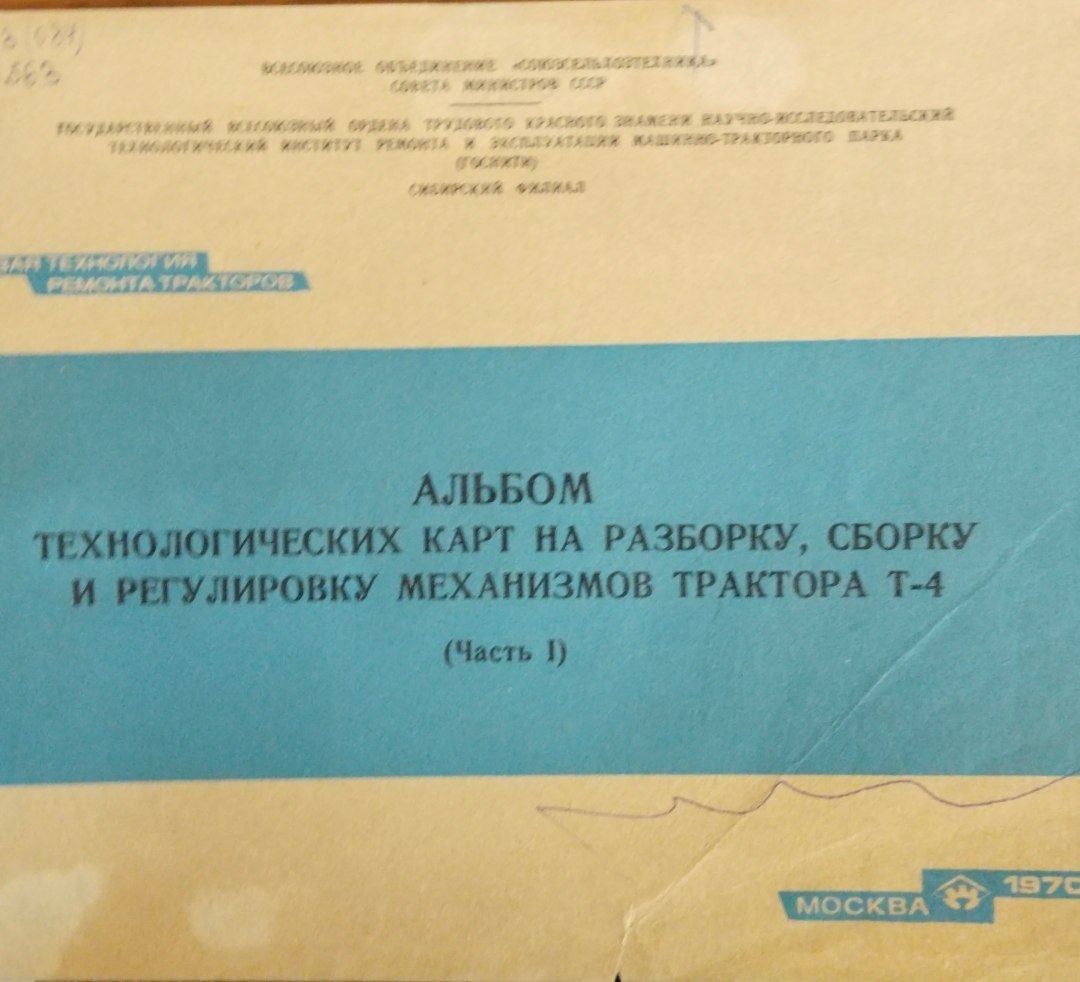 ВСЕСОЮЗНОЕ ОБЪЕДИНЕНИЕ «СОЮЗСЕЛЬХОЗТЕХНИКА»
СОВЕТА МИНИСТРОВ СССР
ГОСУДАРСТВЕННЫЙ ВСЕСОЮЗНЫЙ ОРДЕНА ТРУДОВОГО КРАСНОГО ЗНАМЕНИ НАУЧНО-ИССЛЕДОВАТЕЛЬСКИЙ
ТЕХНОЛОГИЧЕСКИЙ ИНСТИТУТ РЕМОНТА И ЭКСПЛУАТАЦИИ МАШИННО-ТРАКТОРНОГО ПАРКА
(ГОСНИТИ)
СИБИРСКИЙ ФИЛИАЛ
ТЕХНОЛОГИЯ
РЕМОНТА ТРАКТОРОВ
АЛЬБОМ
ТЕХНОЛОГИЧЕСКИХ КАРТ НА РАЗБОРКУ, СБОРКУ
И РЕГУЛИРОВКУ МЕХАНИЗМОВ ТРАКТОРА Т-4
(Часть I)
МОСКВА 1970